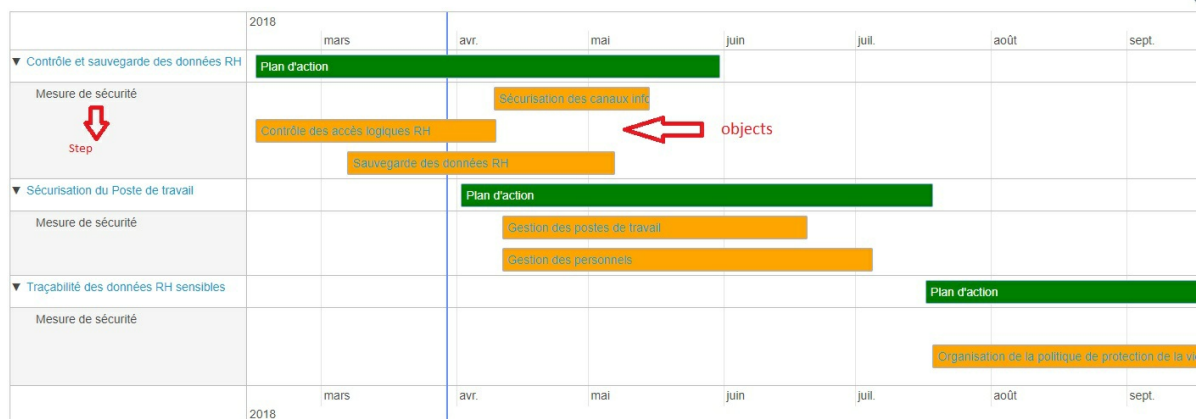 2018
mars avr. mai juin juil. août sept.
▼ Contrôle et sauvegarde des données RH Plan d'action
Mesure de sécurité Sécurisation des canaux info
Step Contrôle des accès logiques RH objects
Sauvegarde des données RH
▼ Sécurisation du Poste de travail Plan d'action
Mesure de sécurité Gestion des postes de travail
Gestion des personnels
▼ Traçabilité des données RH sensibles Plan d'action
Mesure de sécurité
Organisation de la politique de protection de la vi
mars avr. mai juin juil. août sept.
2018